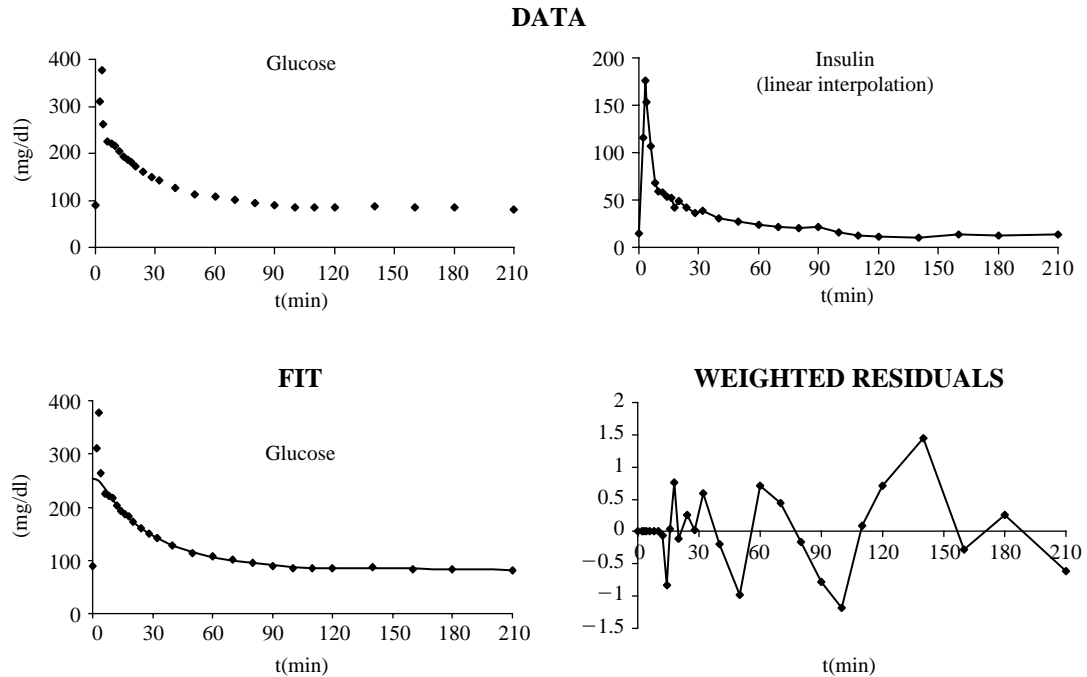 DATA
Glucose
(mg/dl)
400
300
200
100
0
0 30 60 90 120 150 180 210
t(min)
Insulin
(linear interpolation)
200
150
100
50
0
0 30 60 90 120 150 180 210
t(min)
FIT
Glucose
(mg/dl)
400
300
200
100
0
0 30 60 90 120 150 180 210
t(min)
WEIGHTED RESIDUALS
2
1.5
1
0.5
0
−0.5
−1
−1.5
0 30 60 90 120 150 180 210
t(min)